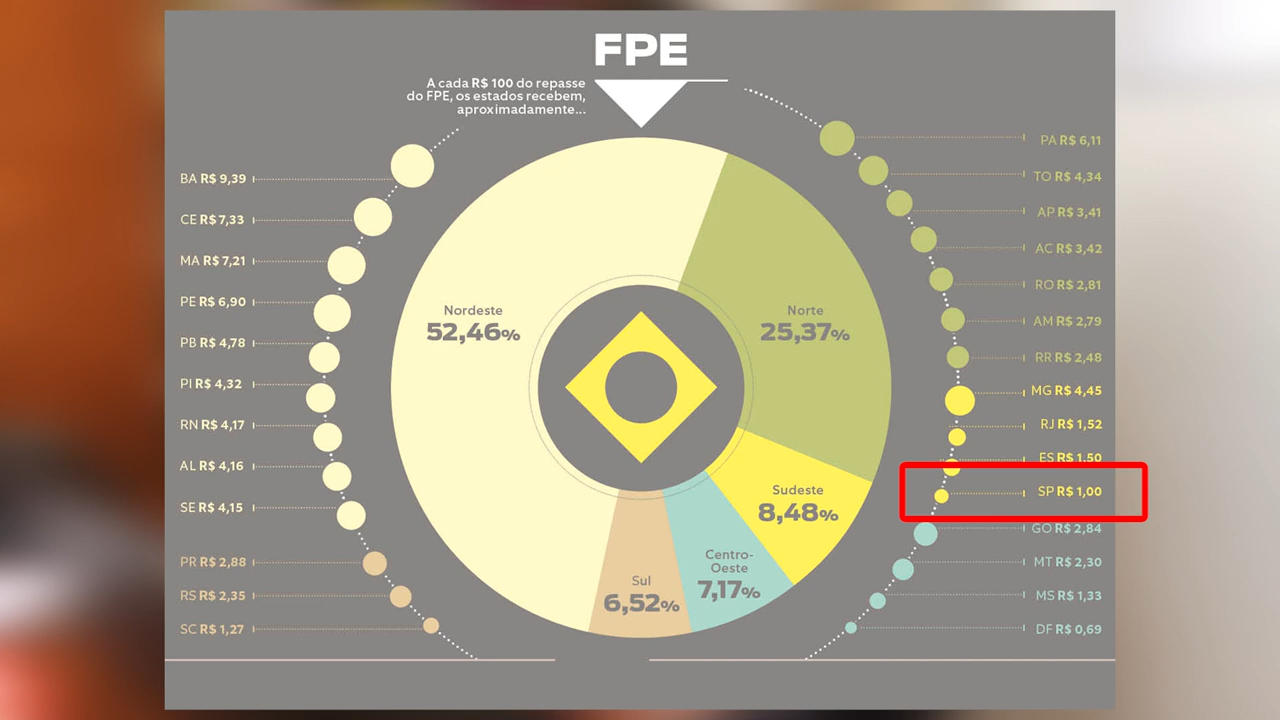 FPE
A cada R$ 100 do repasse
do FPE, os estados recebem,
aproximadamente...
BA R$ 9,39
CE R$ 7,33
MA R$ 7,21
PE R$ 6,90
PB R$ 4,78
PI R$ 4,32
RN R$ 4,17
AL R$ 4,16
SE R$ 4,15
PR R$ 2,88
RS R$ 2,35
SC R$ 1,27
Nordeste
52,46%
Norte
25,37%
Sudeste
8,48%
Centro-
Oeste
7,17%
Sul
6,52%
PA R$ 6,11
TO R$ 4,34
AP R$ 3,41
AC R$ 3,42
RO R$ 2,81
AM R$ 2,79
RR R$ 2,48
MG R$ 4,45
RJ R$ 1,52
ES R$ 1,50
SP R$ 1,00
GO R$ 2,84
MT R$ 2,30
MS R$ 1,33
DF R$ 0,69